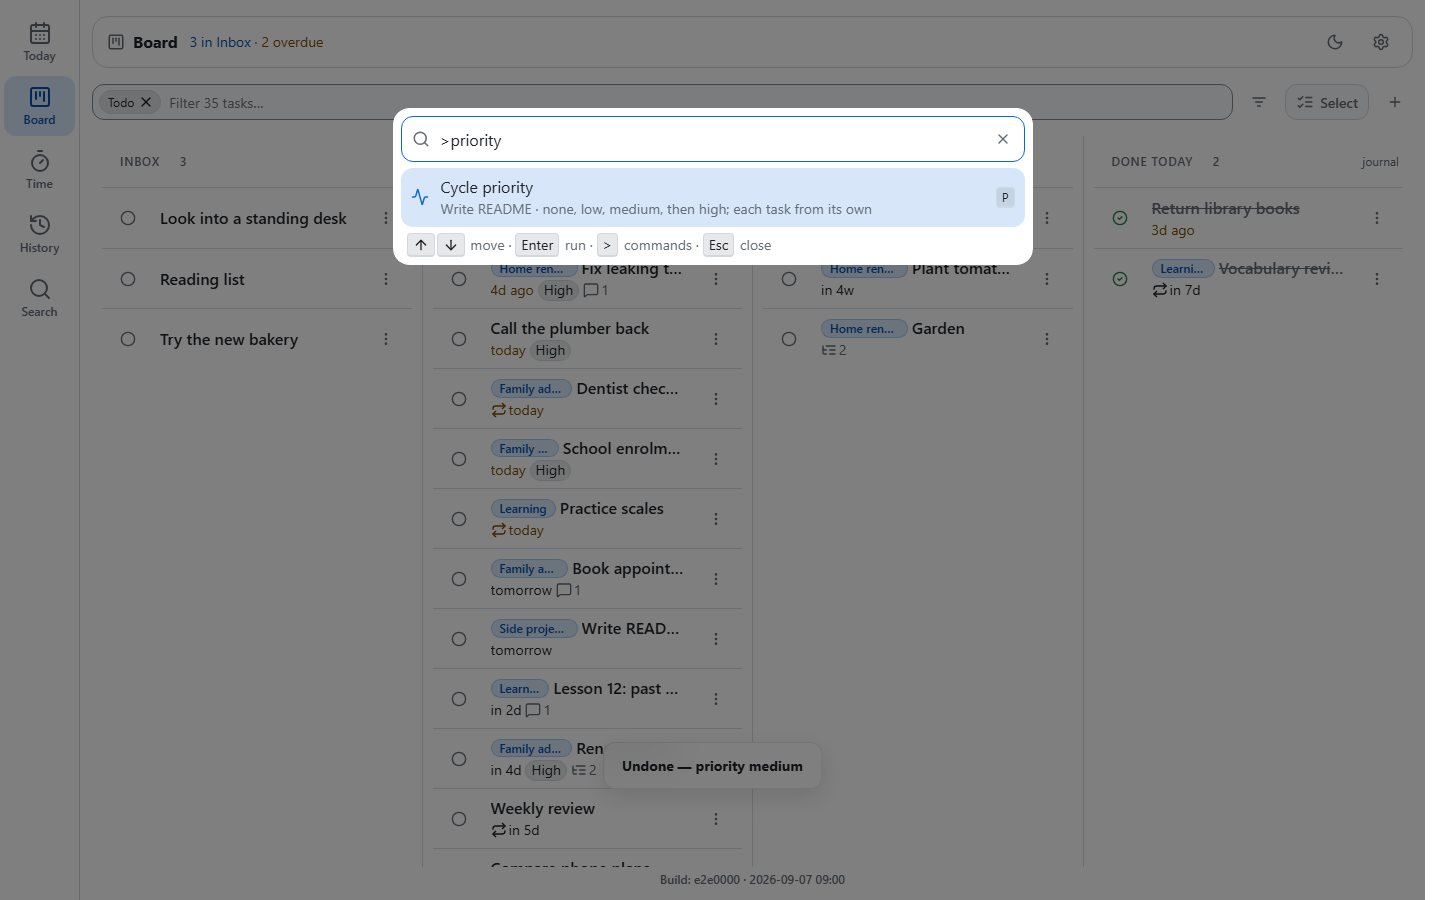 Today
Board
Time
History
Search
Board 3 in Inbox · 2 overdue
Todo Filter 35 tasks...
Select
>priority
Cycle priority
Write README · none, low, medium, then high; each task from its own
P
move · Enter run · > commands · Esc close
INBOX 3
Look into a standing desk
Reading list
Try the new bakery
Home ren... Fix leaking t...
4d ago High 1
Call the plumber back
today High
Family ad... Dentist chec...
today
Family ... School enrolm...
today High
Learning Practice scales
today
Family a... Book appoint...
tomorrow 1
Side proje... Write READ...
tomorrow
Learn... Lesson 12: past ...
in 2d 1
Family ad... Ren
in 4d High 2
Weekly review
in 5d
Home ren... Plant tomat...
in 4w
Home ren... Garden
2
DONE TODAY 2 journal
Return library books
3d ago
Learni... Vocabulary revi...
in 7d
Undone — priority medium
Build: e2e0000 · 2026-09-07 09:00